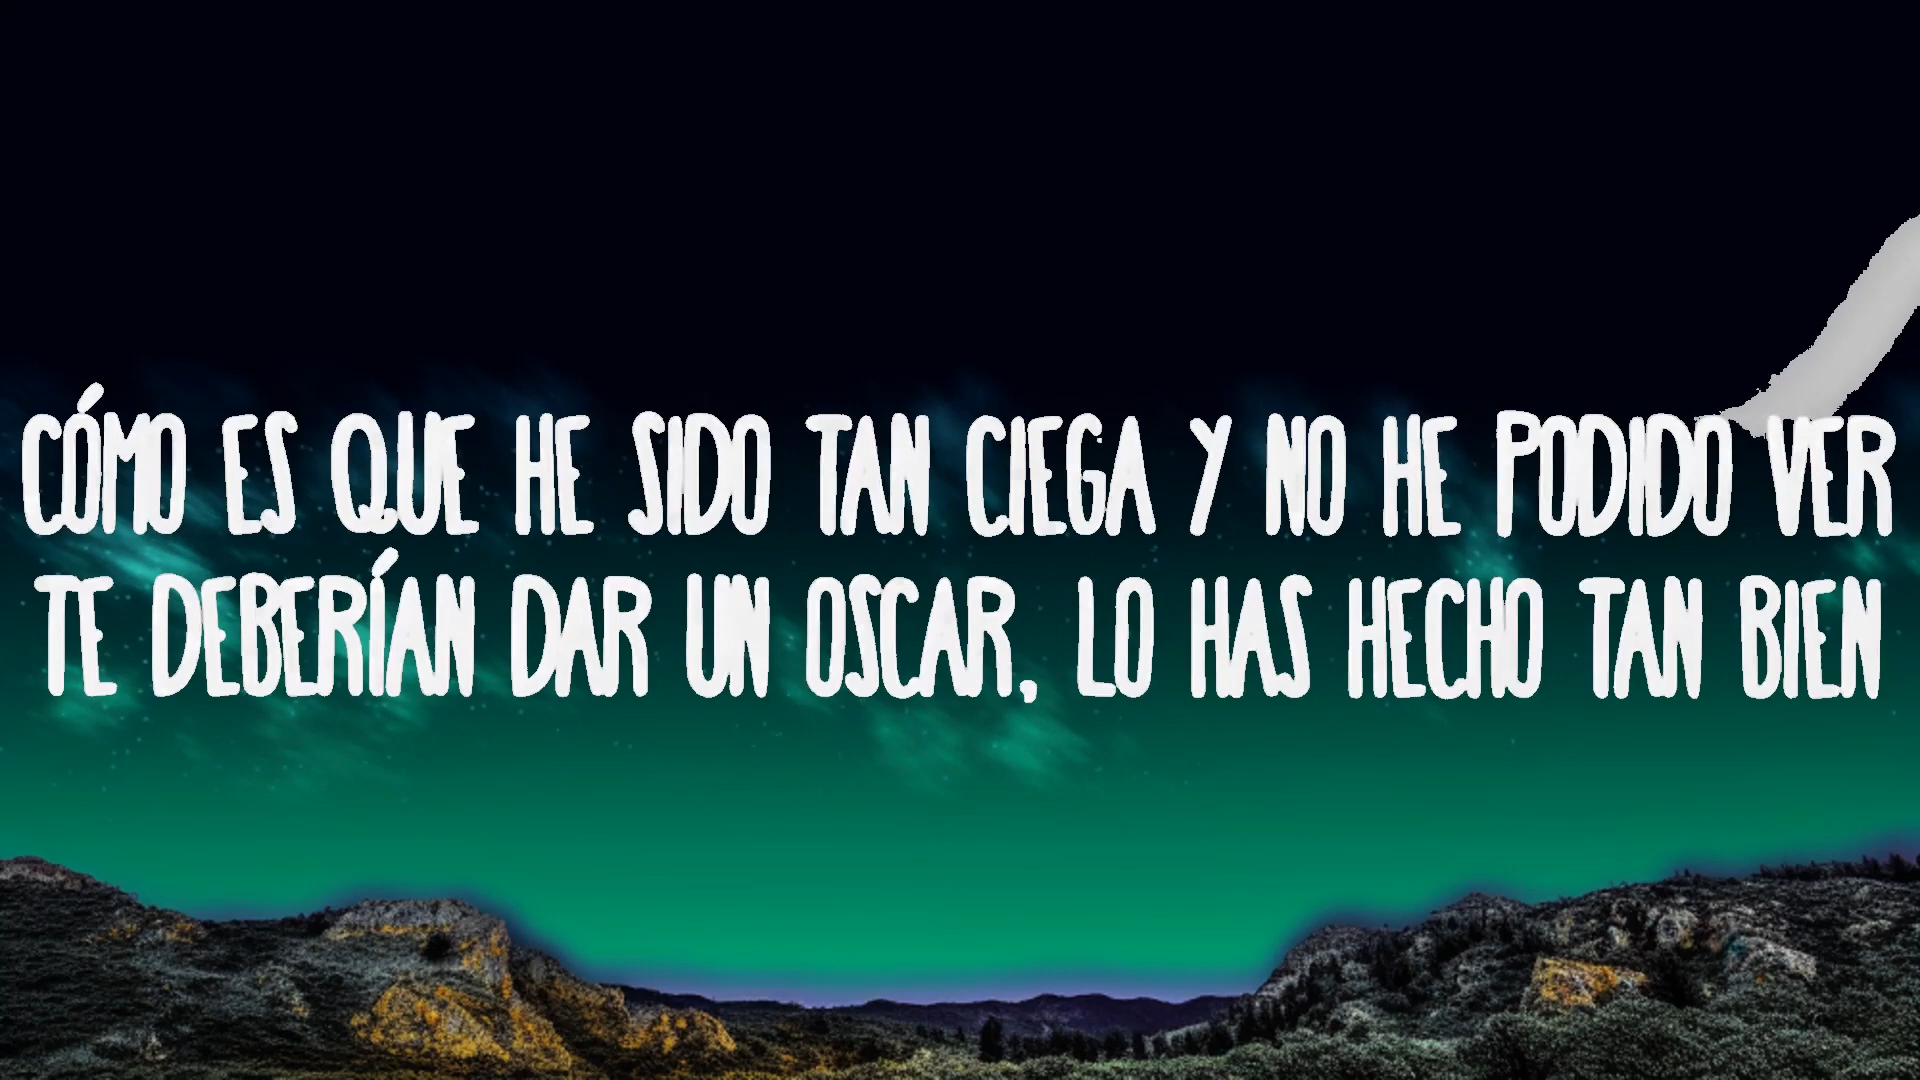 CÓMO ES QUE HE SIDO TAN CIEGA Y NO HE PODIDO VER
TE DEBERÍAN DAR UN OSCAR, LO HAS HECHO TAN BIEN